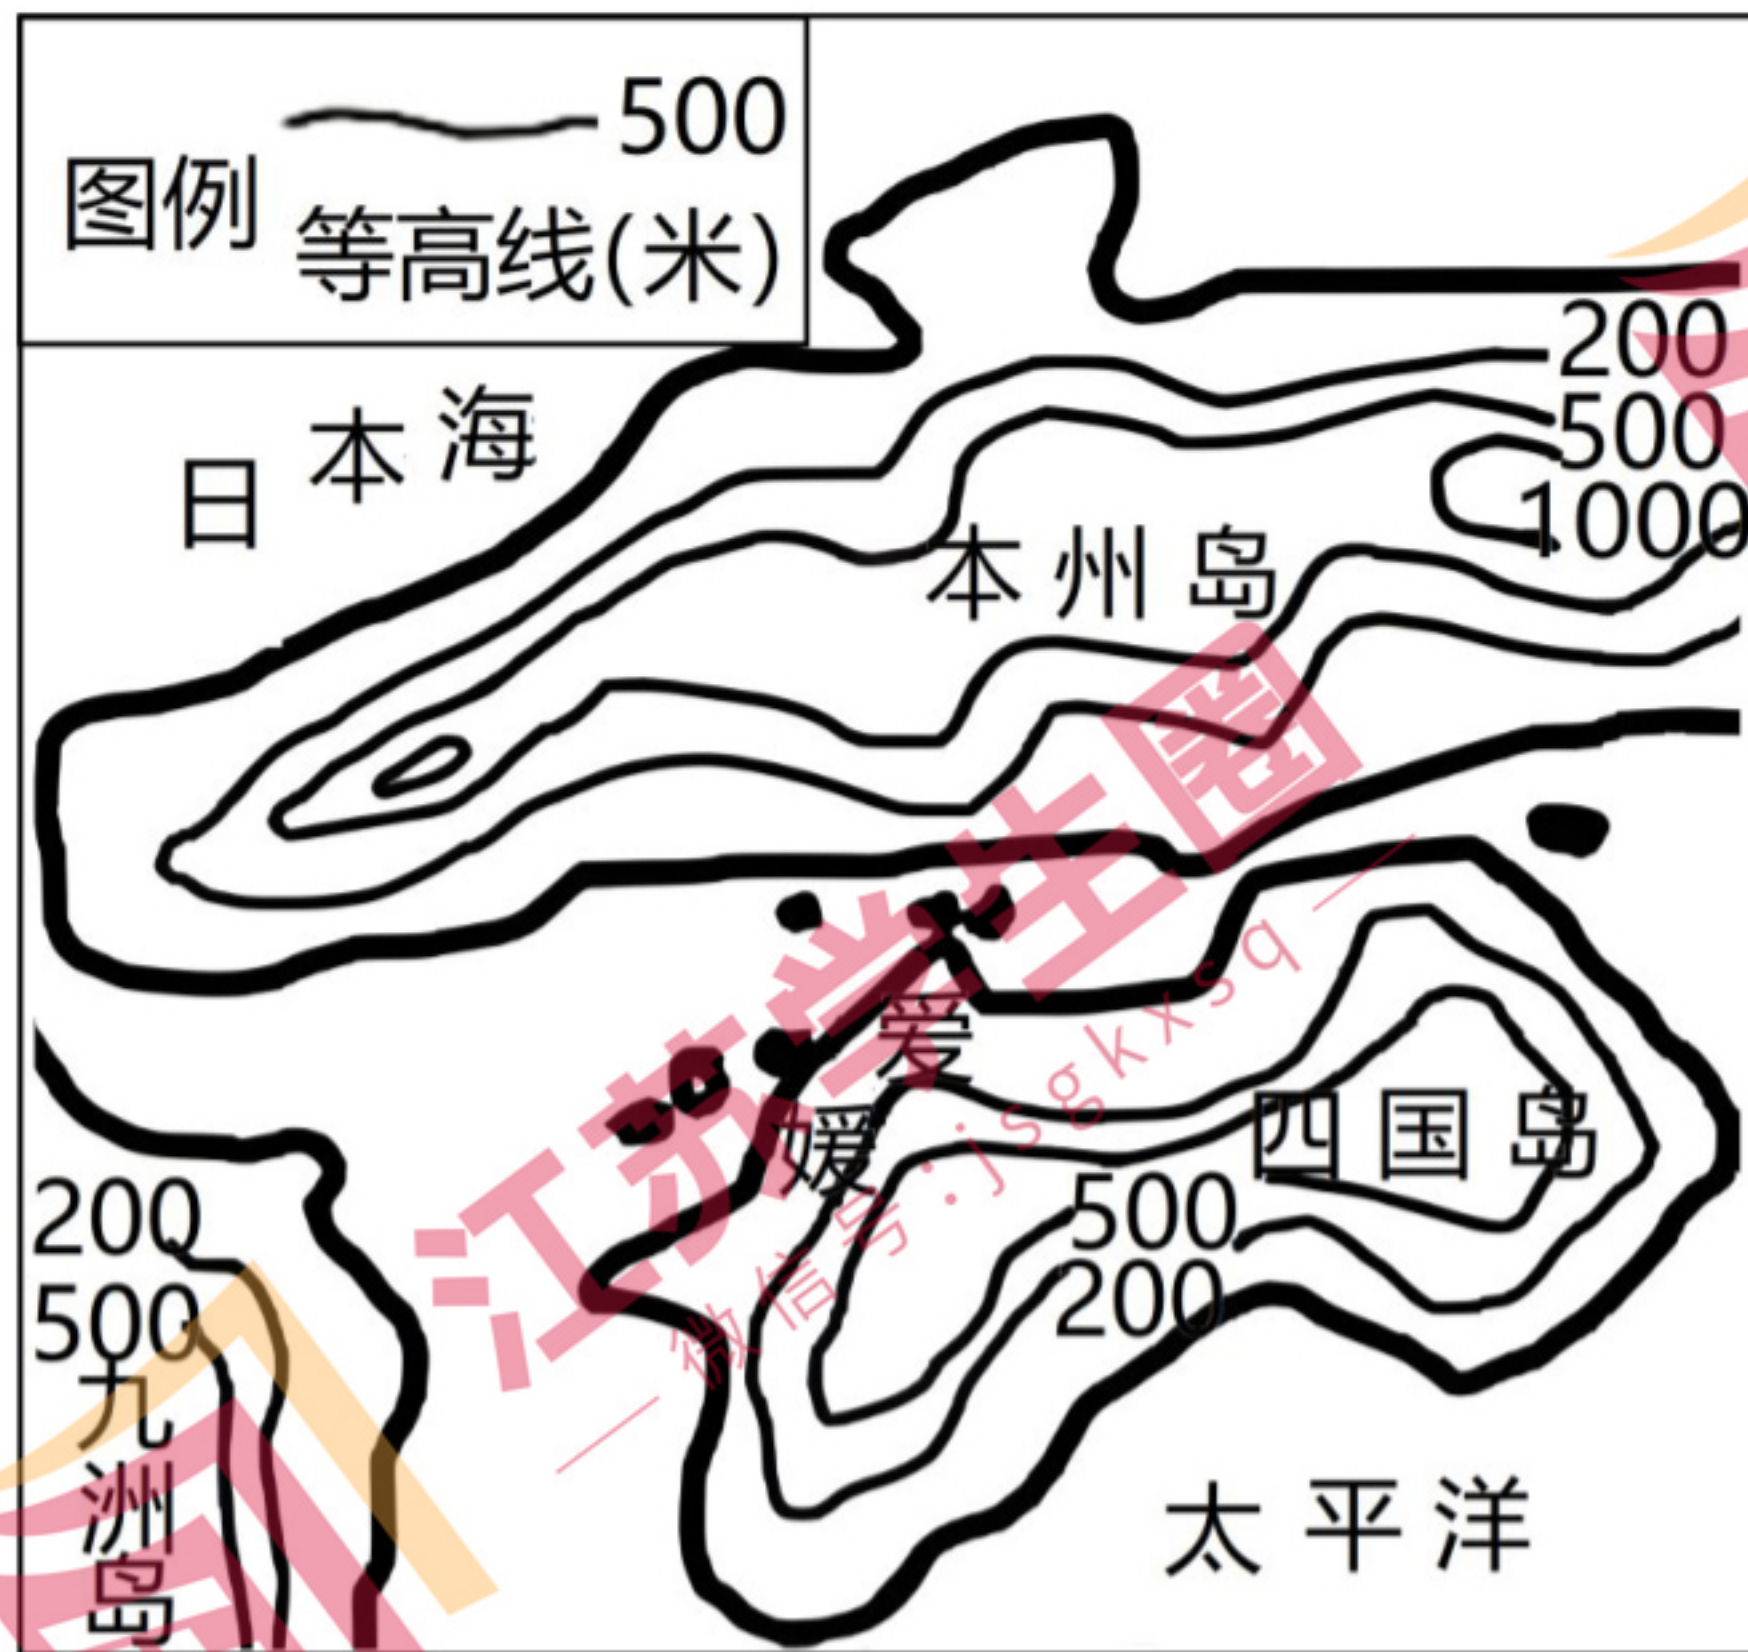 500
图例
等高线(米)
日本海
200
500
1000
本州岛
爱媛
四国岛
500
200
200
500
九洲岛
太平洋
江苏学生圈
微信号:jsgkxsq